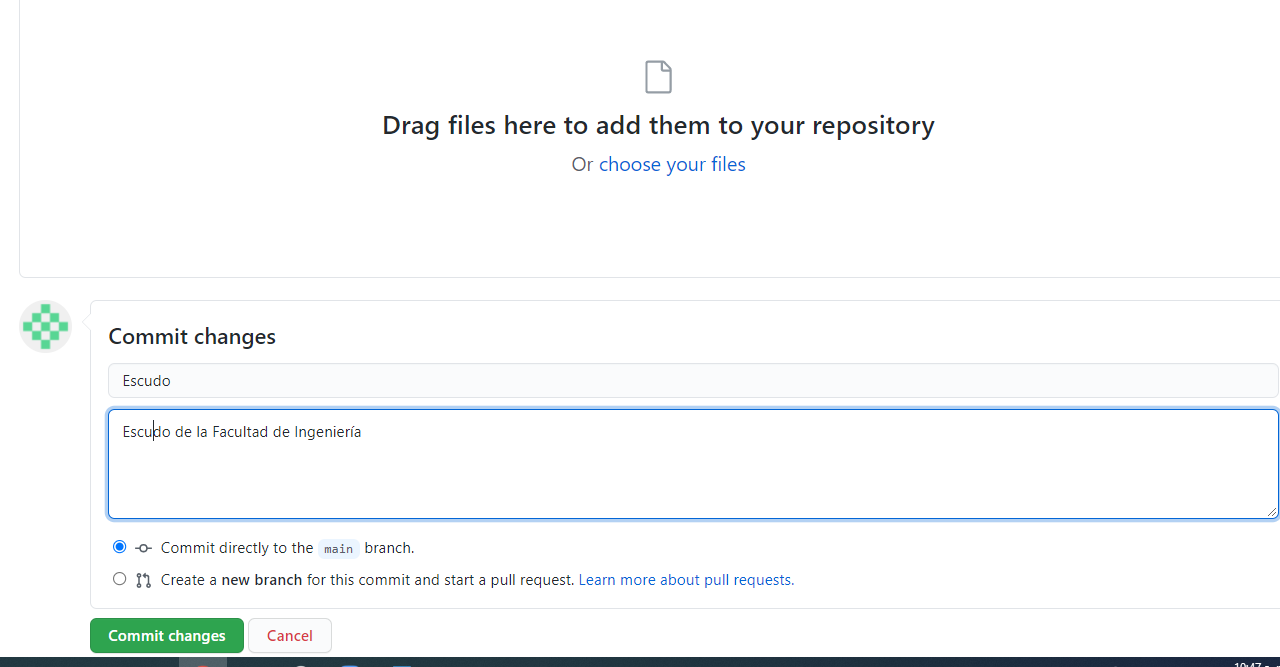 Drag files here to add them to your repository
Or choose your files
Commit changes
Escudo
Escudo de la Facultad de Ingeniería
Commit directly to the main branch.
Create a new branch for this commit and start a pull request. Learn more about pull requests.
Commit changes
Cancel